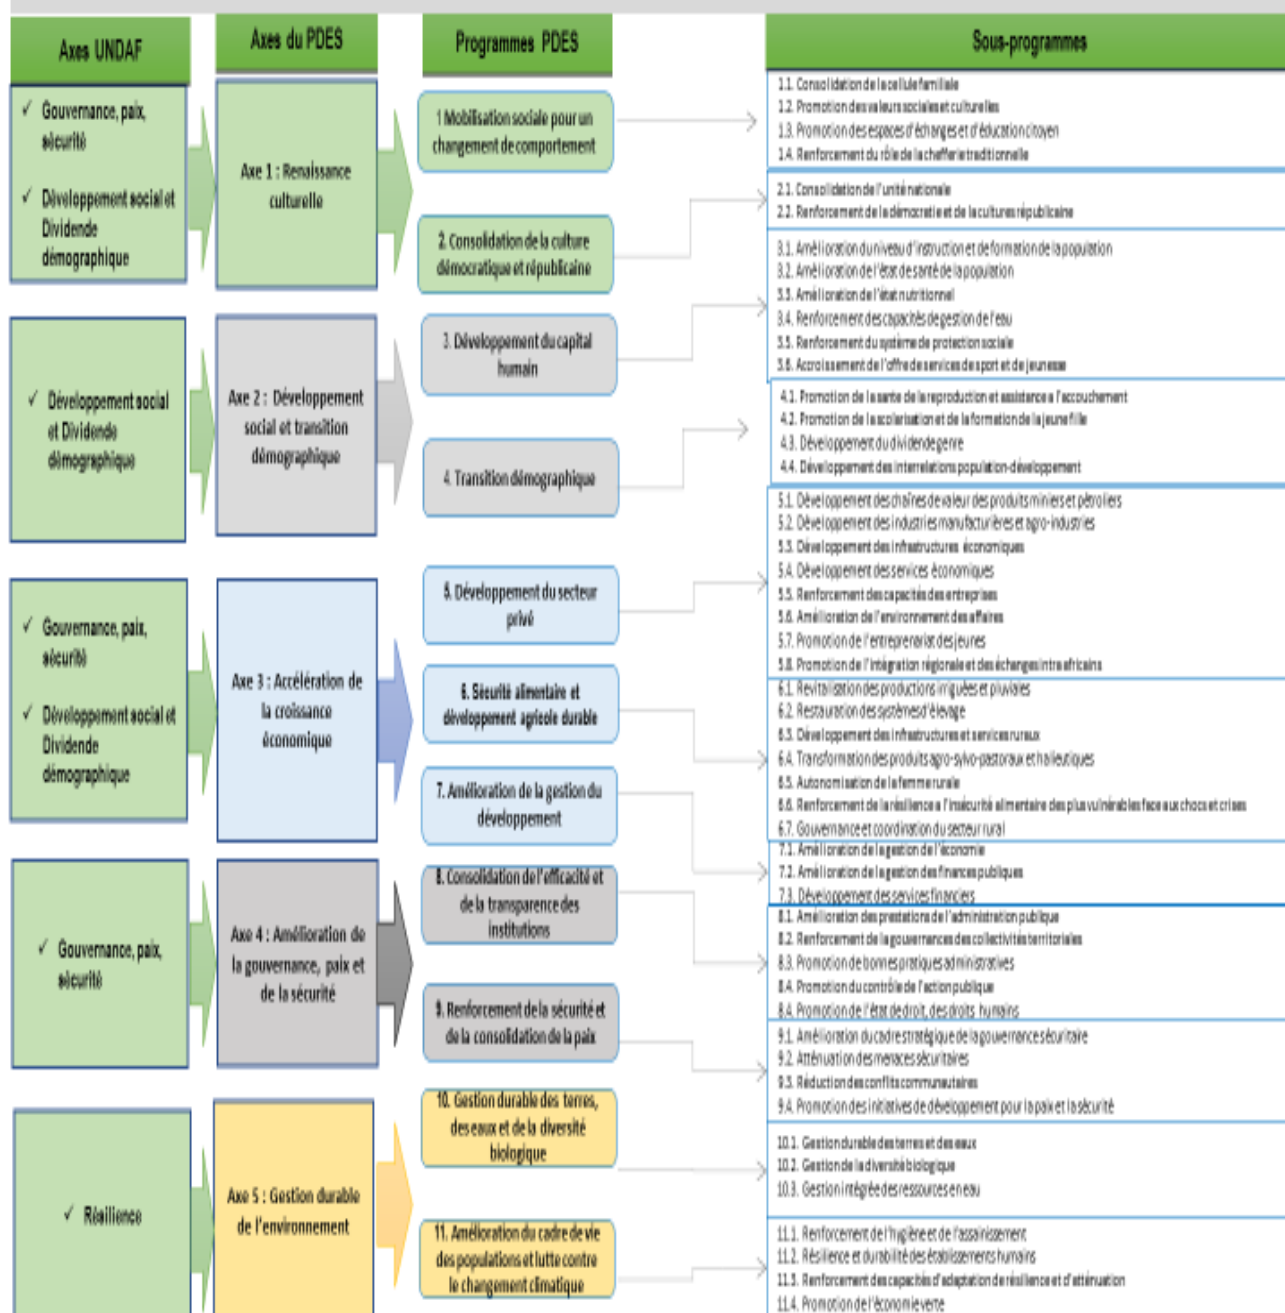 Axes UNDAF
Axes du PDES
Programmes PDES
Sous-programmes
✓ Gouvernance, paix,
sécurité
✓ Développement social et
Dividende
démographique
Axe 1 : Renaissance
culturelle
1 Mobilisation sociale pour un
changement de comportement
2. Consolidation de la culture
démocratique et républicaine
1.1. Consolidation de la cellule familiale
1.2. Promotion des valeurs sociales et culturelles
1.3. Promotion des espaces d'échanges et d'éducation citoyen
1.4. Renforcement du rôle de la chefferie traditionnelle
2.1. Consolidation de l'unité nationale
2.2. Renforcement de la démocratie et de la cultures républicaine
✓ Développement social
et Dividende
démographique
Axe 2 : Développement
social et transition
démographique
3. Développement du capital
humain
4. Transition démographique
3.1. Amélioration du niveau d'instruction et de formation de la population
3.2. Amélioration de l'état de santé de la population
3.3. Amélioration de l'état nutritionnel
3.4. Renforcement des capacités de gestion de l'eau
3.5. Renforcement du système de protection sociale
3.6. Accroissement de l'offre de services de sport et de jeunesse
4.1. Promotion de la sante de la reproduction et assistance a l'accouchement
4.2. Promotion de la scolarisation et de la formation de la jeune fille
4.3. Développement du dividende genre
4.4. Développement des interrelations population-développement
✓ Gouvernance, paix,
sécurité
✓ Développement social et
Dividende
démographique
Axe 3 : Accélération de
la croissance
économique
5. Développement du secteur
privé
6. Sécurité alimentaire et
développement agricole durable
7. Amélioration de la gestion du
développement
5.1. Développement des chaînes de valeur des produits miniers et pétroliers
5.2. Développement des industries manufacturières et agro-industries
5.3. Développement des infrastructures économiques
5.4. Développement des services économiques
5.5. Renforcement des capacités des entreprises
5.6. Amélioration de l'environnement des affaires
5.7. Promotion de l'entreprenariat des jeunes
5.8. Promotion de l'intégration régionale et des échanges intra africains
6.1. Revitalisation des productions irriguées et pluviales
6.2. Restauration des systèmes d'élevage
6.3. Développement des infrastructures et services ruraux
6.4. Transformation des produits agro-sylvo-pastoraux et halieutiques
6.5. Autonomisation de la femme rurale
6.6. Renforcement de la résilience a l'insécurité alimentaire des plus vulnérables face aux chocs et crises
6.7. Gouvernance et coordination du secteur rural
7.1. Amélioration de la gestion de l'économie
7.2. Amélioration de la gestion des finances publiques
7.3. Développement des services financiers
✓ Gouvernance, paix,
sécurité
Axe 4 : Amélioration de
la gouvernance, paix et
de la sécurité
8. Consolidation de l'efficacité et
de la transparence des
institutions
9. Renforcement de la sécurité et
de la consolidation de la paix
8.1. Amélioration des prestations de l'administration publique
8.2. Renforcement de la gouvernances des collectivités territoriales
8.3. Promotion de bonnes pratiques administratives
8.4. Promotion du contrôle de l'action publique
8.4. Promotion de l'état de droit, des droits humains
9.1. Amélioration du cadre stratégique de la gouvernance sécuritaire
9.2. Atténuation des menaces sécuritaires
9.3. Réduction des conflits communautaires
9.4. Promotion des initiatives de développement pour la paix et la sécurité
✓ Résilience
Axe 5 : Gestion durable
de l'environnement
10. Gestion durable des terres,
des eaux et de la diversité
biologique
11. Amélioration du cadre de vie
des populations et lutte contre
le changement climatique
10.1. Gestion durable des terres et des eaux
10.2. Gestion de la diversité biologique
10.3. Gestion intégrée des ressources en eau
11.1. Renforcement de l'hygiène et de l'assainissement
11.2. Résilience et durabilité des établissements humains
11.3. Renforcement des capacités d'adaptation de résilience et d'atténuation
11.4. Promotion de l'économie verte